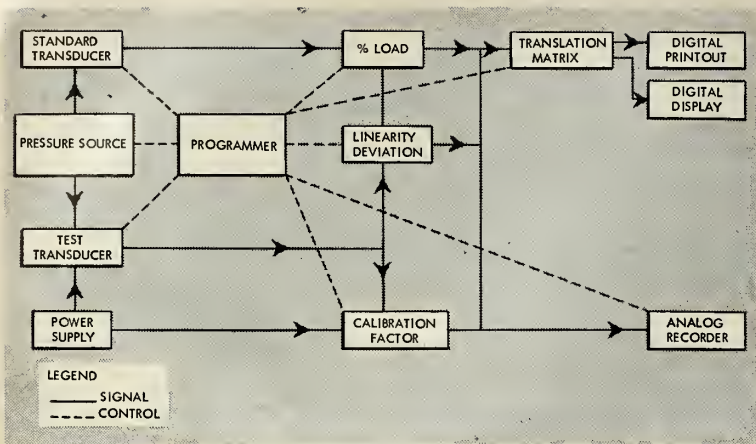 STANDARD
TRANSDUCER
% LOAD
TRANSLATION
MATRIX
DIGITAL
PRINTOUT
DIGITAL
DISPLAY
PRESSURE SOURCE
PROGRAMMER
LINEARITY
DEVIATION
TEST
TRANSDUCER
POWER
SUPPLY
CALIBRATION
FACTOR
ANALOG
RECORDER
LEGEND
SIGNAL
CONTROL